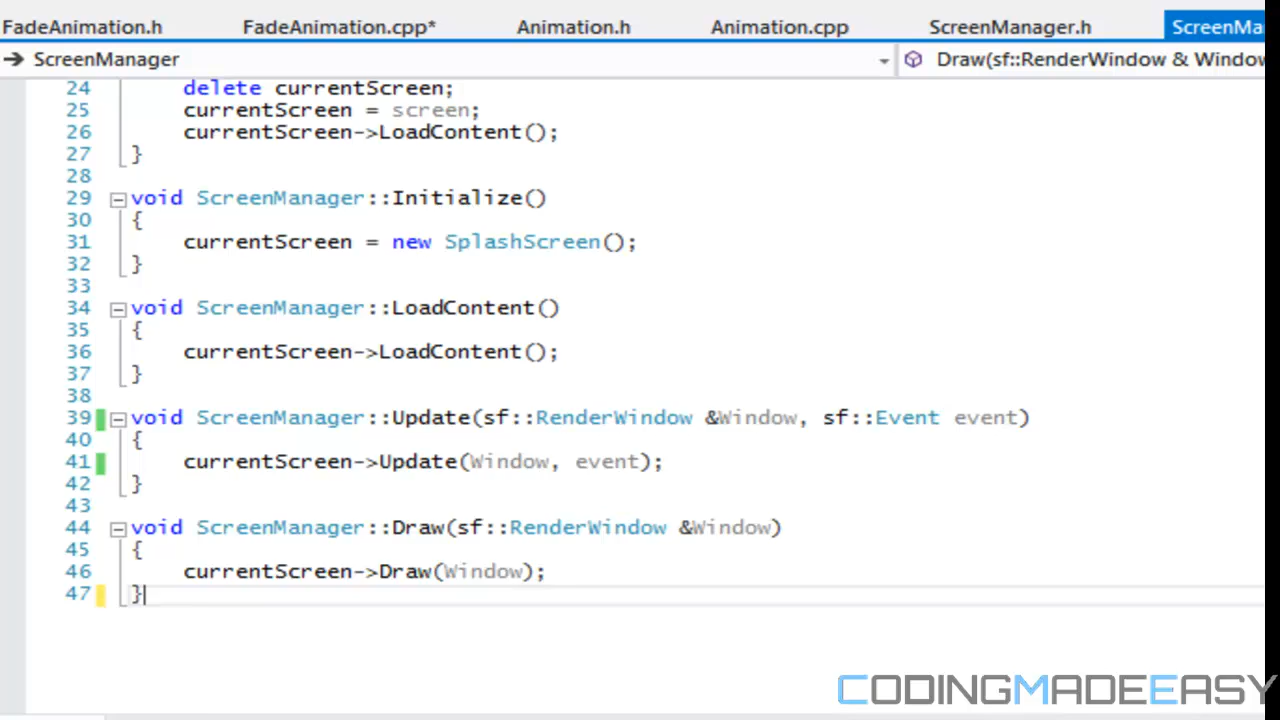 FadeAnimation.h FadeAnimation.cpp* Animation.h Animation.cpp ScreenManager.h ScreenMa
ScreenManager Draw(sf::RenderWindow & Window
24 delete currentScreen;
25 currentScreen = screen;
26 currentScreen->LoadContent();
27 }
28
29 void ScreenManager::Initialize()
30 {
31 currentScreen = new SplashScreen();
32 }
33
34 void ScreenManager::LoadContent()
35 {
36 currentScreen->LoadContent();
37 }
38
39 void ScreenManager::Update(sf::RenderWindow &Window, sf::Event event)
40 {
41 currentScreen->Update(Window, event);
42 }
43
44 void ScreenManager::Draw(sf::RenderWindow &Window)
45 {
46 currentScreen->Draw(Window);
47 }
CODINGMADEEASY